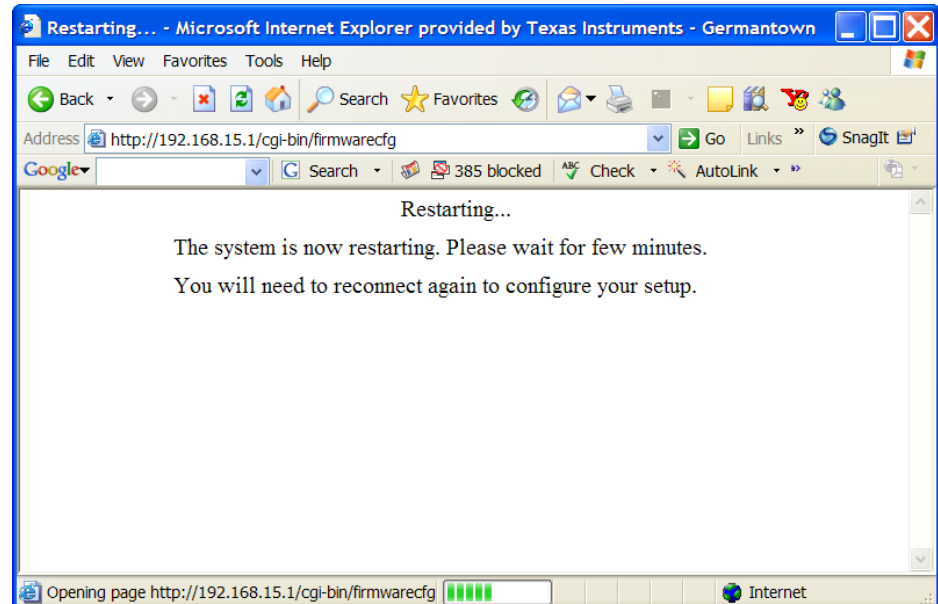 Restarting... - Microsoft Internet Explorer provided by Texas Instruments - Germantown
File Edit View Favorites Tools Help
Back Search Favorites
Address http://192.168.15.1/cgi-bin/firmwarecfg Go Links » SnagIt
Google G Search 385 blocked ABC Check AutoLink »
Restarting...
The system is now restarting. Please wait for few minutes.
You will need to reconnect again to configure your setup.
Opening page http://192.168.15.1/cgi-bin/firmwarecfg Internet